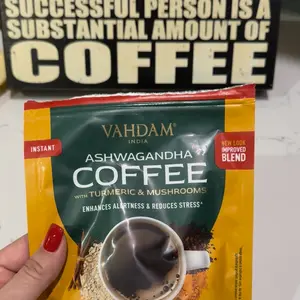 SUCCESSFUL PERSON IS A
SUBSTANTIAL AMOUNT OF
COFFEE
VAHDAM®
INDIA
INSTANT
NEW LOOK
IMPROVED
BLEND
ASHWAGANDHA
COFFEE
WITH TURMERIC & MUSHROOMS
ENHANCES ALERTNESS & REDUCES STRESS*